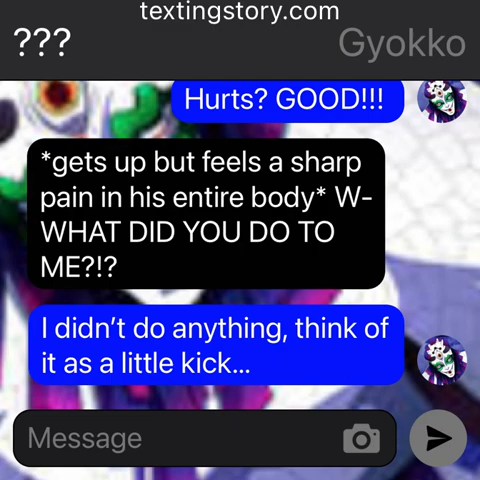 textingstory.com
???
Gyokko
Hurts? GOOD!!!
*gets up but feels a sharp
pain in his entire body* W-
WHAT DID YOU DO TO
ME?!?
I didn’t do anything, think of
it as a little kick...
Message